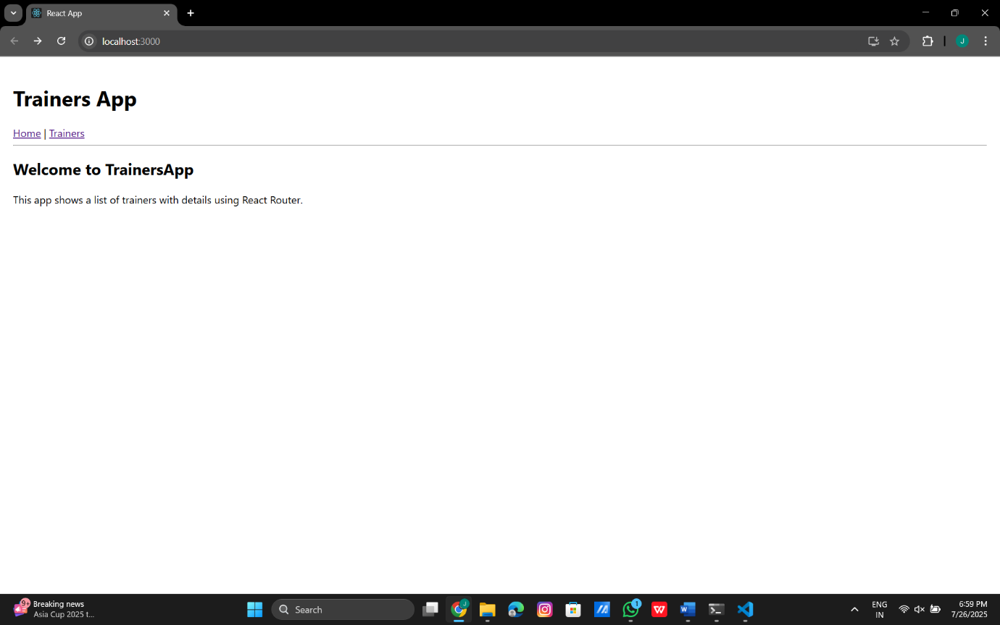 React App
localhost:3000
J
Trainers App
Home | Trainers
Welcome to TrainersApp
This app shows a list of trainers with details using React Router.
9+
Breaking news
Asia Cup 2025 t...
Search
J
1
W
W
ENG
IN
6:59 PM
7/26/2025